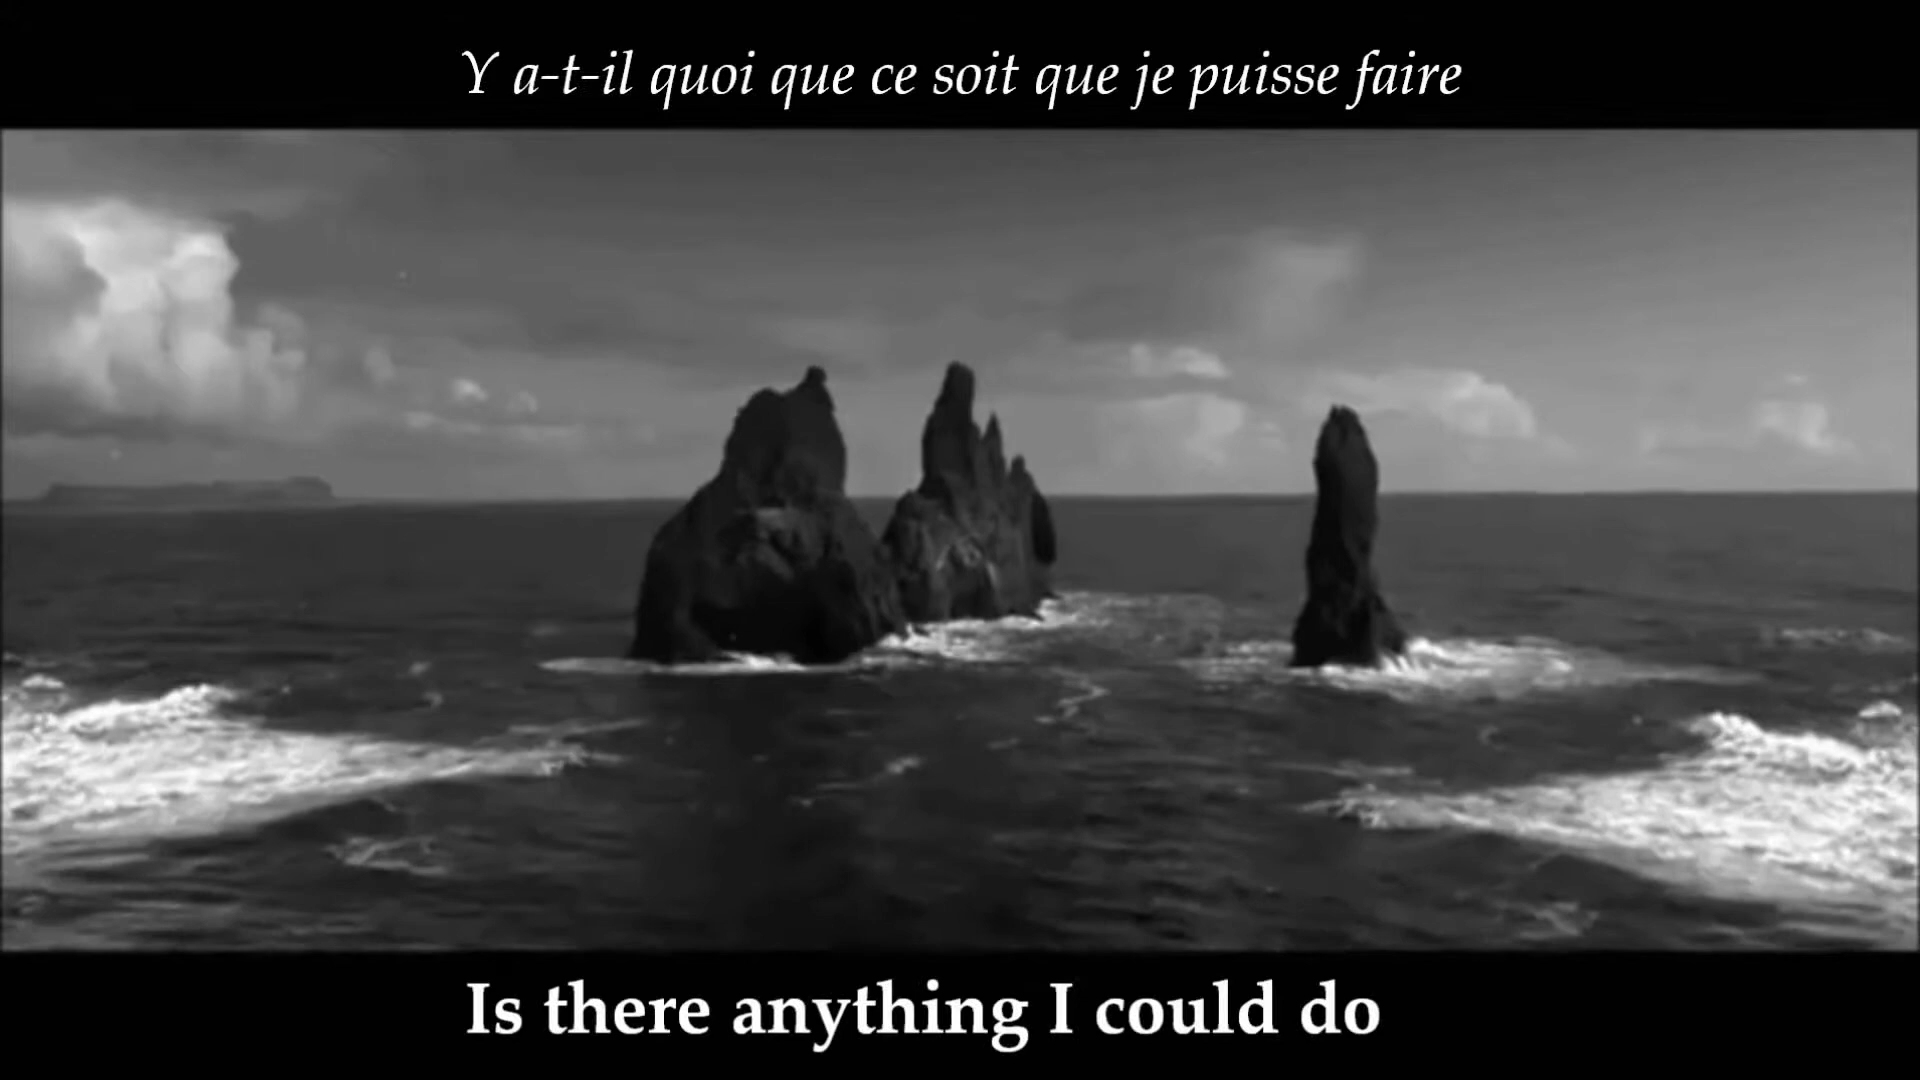 Y a-t-il quoi que ce soit que je puisse faire
Is there anything I could do